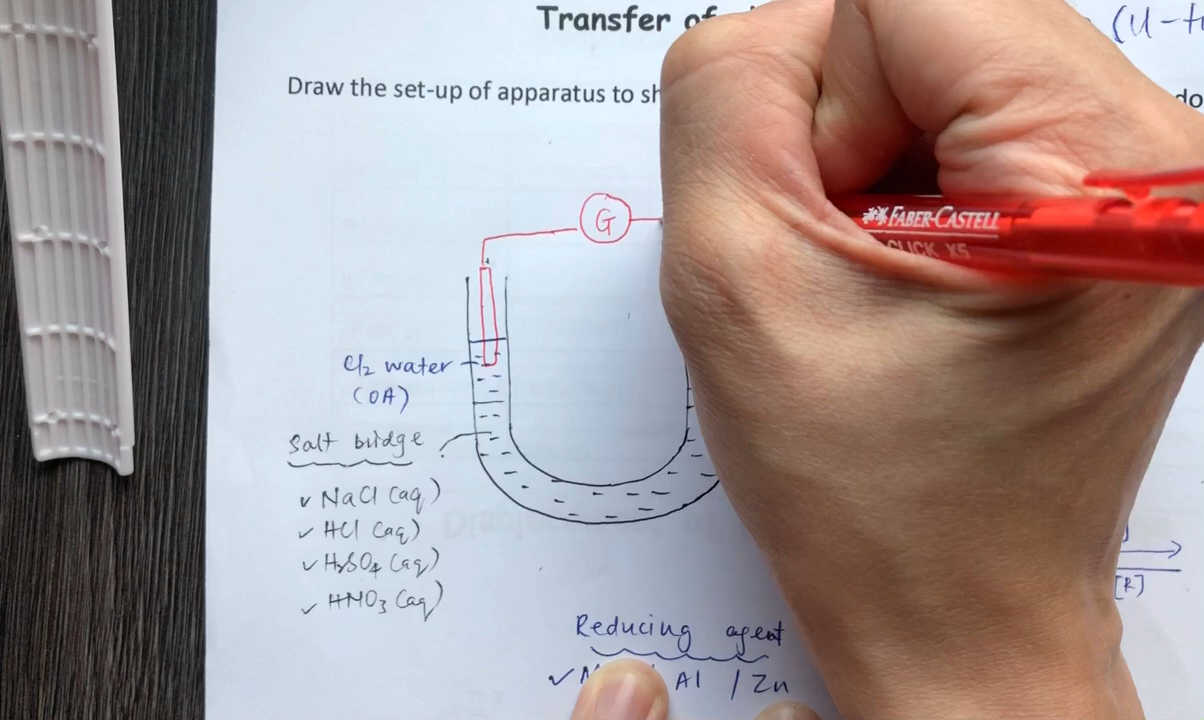 Transfer of
(U-t
Draw the set-up of apparatus to sh
do
G
FABER-CASTELL
CLICK X5
Cl2 water
(OA)
Salt bridge
✓ NaCl (aq)
✓ HCl (aq)
✓ H2SO4 (aq)
✓ HNO3 (aq)
[R]
Reducing agent
✓ Al / Zn